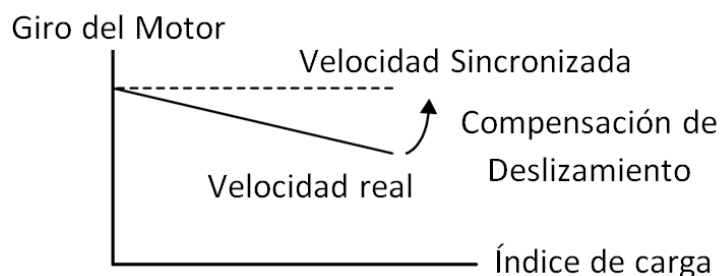 Giro del Motor
Velocidad Sincronizada
Compensación de
Deslizamiento
Velocidad real
Índice de carga